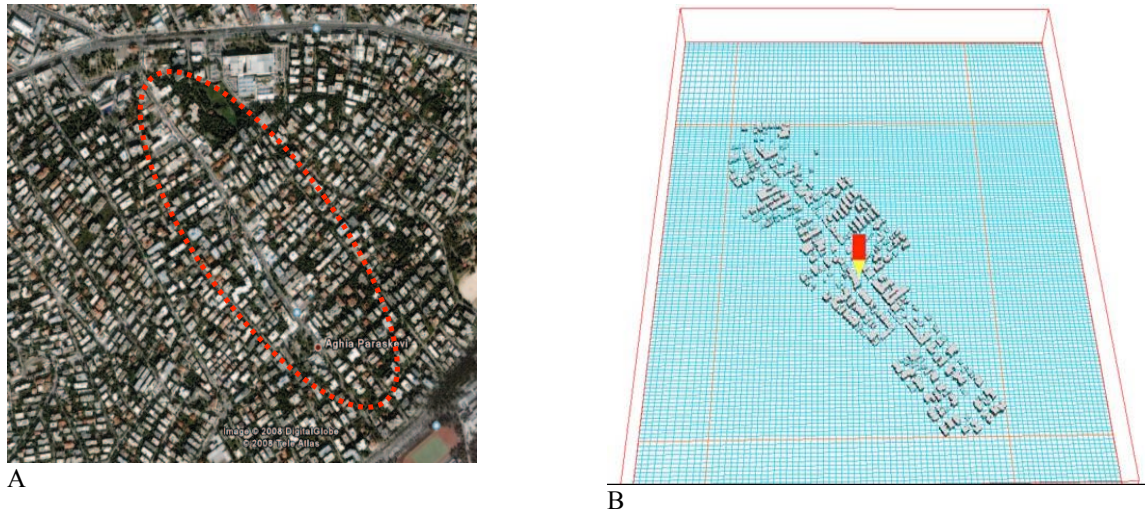 Aghia Paraskevi
Image © 2008 DigitalGlobe
© 2008 Tele Atlas
A
B